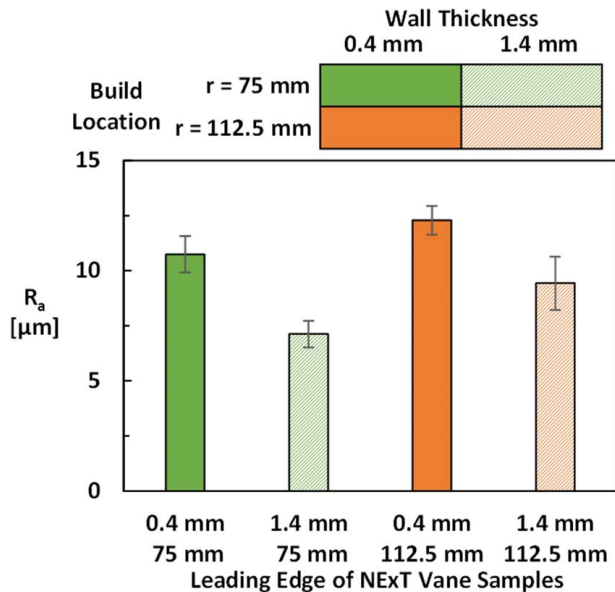 Wall Thickness
0.4 mm 1.4 mm
Build Location
r = 75 mm
r = 112.5 mm
15
10
5
0
Ra
[µm]
0.4 mm 1.4 mm 0.4 mm 1.4 mm
75 mm 75 mm 112.5 mm 112.5 mm
Leading Edge of NExT Vane Samples